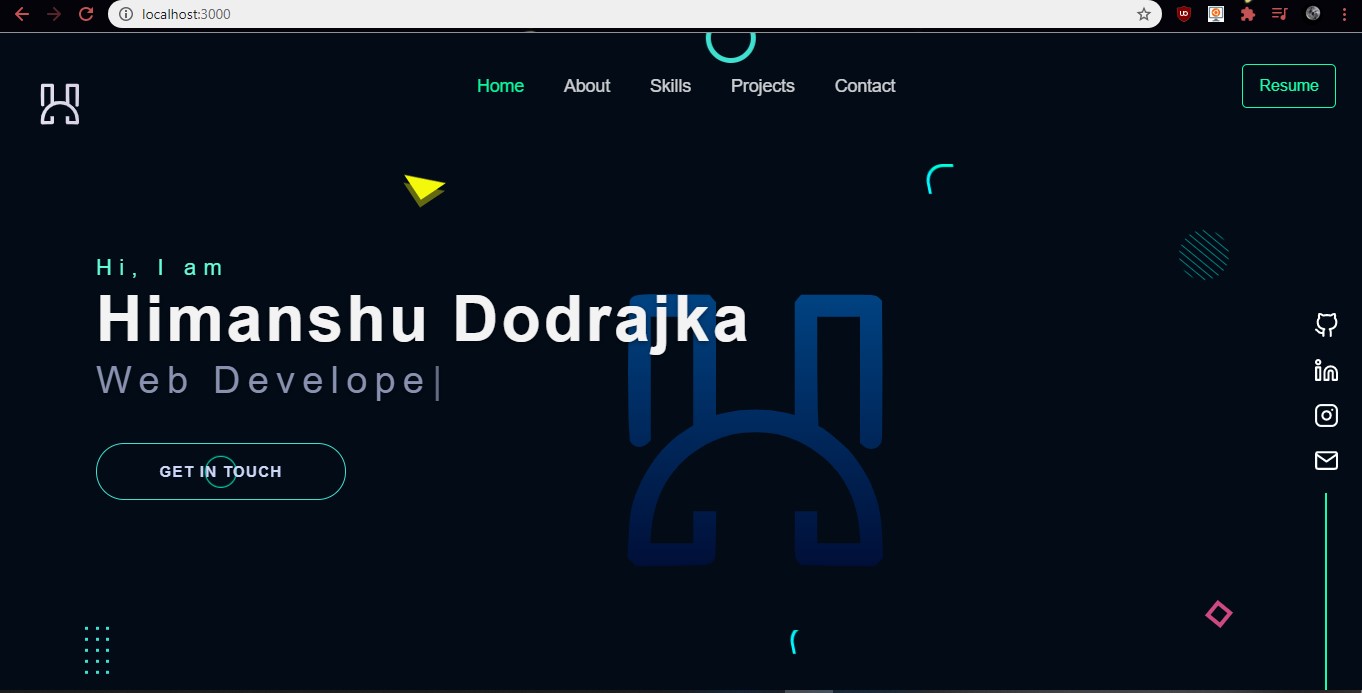 localhost:3000
Home About Skills Projects Contact
Resume
Hi, I am
Himanshu Dodrajka
Web Develope|
GET IN TOUCH